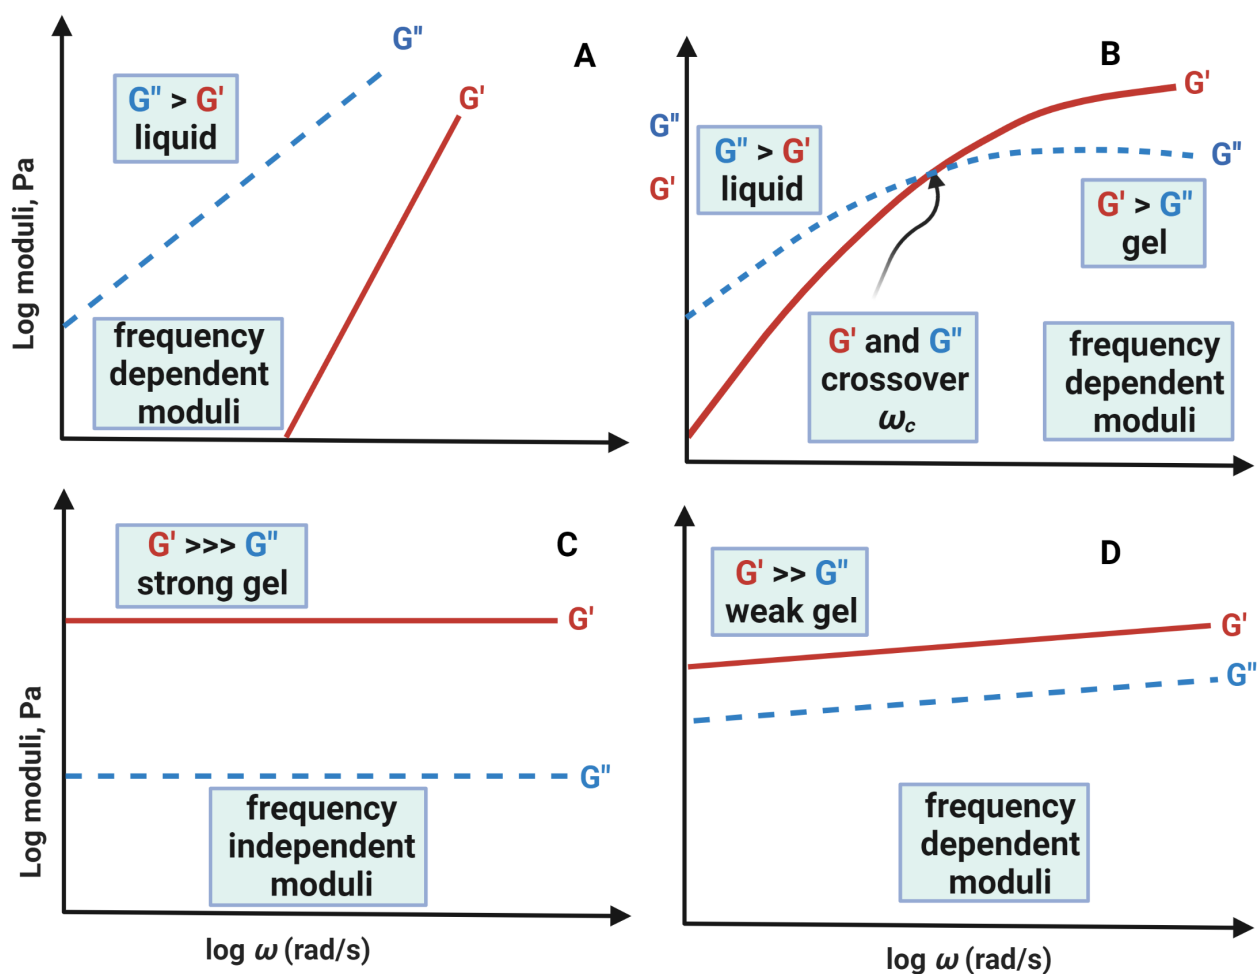 A
G"
G'
G" > G'
liquid
frequency
dependent
moduli
Log moduli, Pa
B
G"
G'
G" > G'
liquid
G'
G"
G' > G"
gel
G' and G"
crossover
ωc
frequency
dependent
moduli
C
G' >>> G"
strong gel
G'
G"
frequency
independent
moduli
Log moduli, Pa
log ω (rad/s)
D
G' >> G"
weak gel
G'
G"
frequency
dependent
moduli
log ω (rad/s)